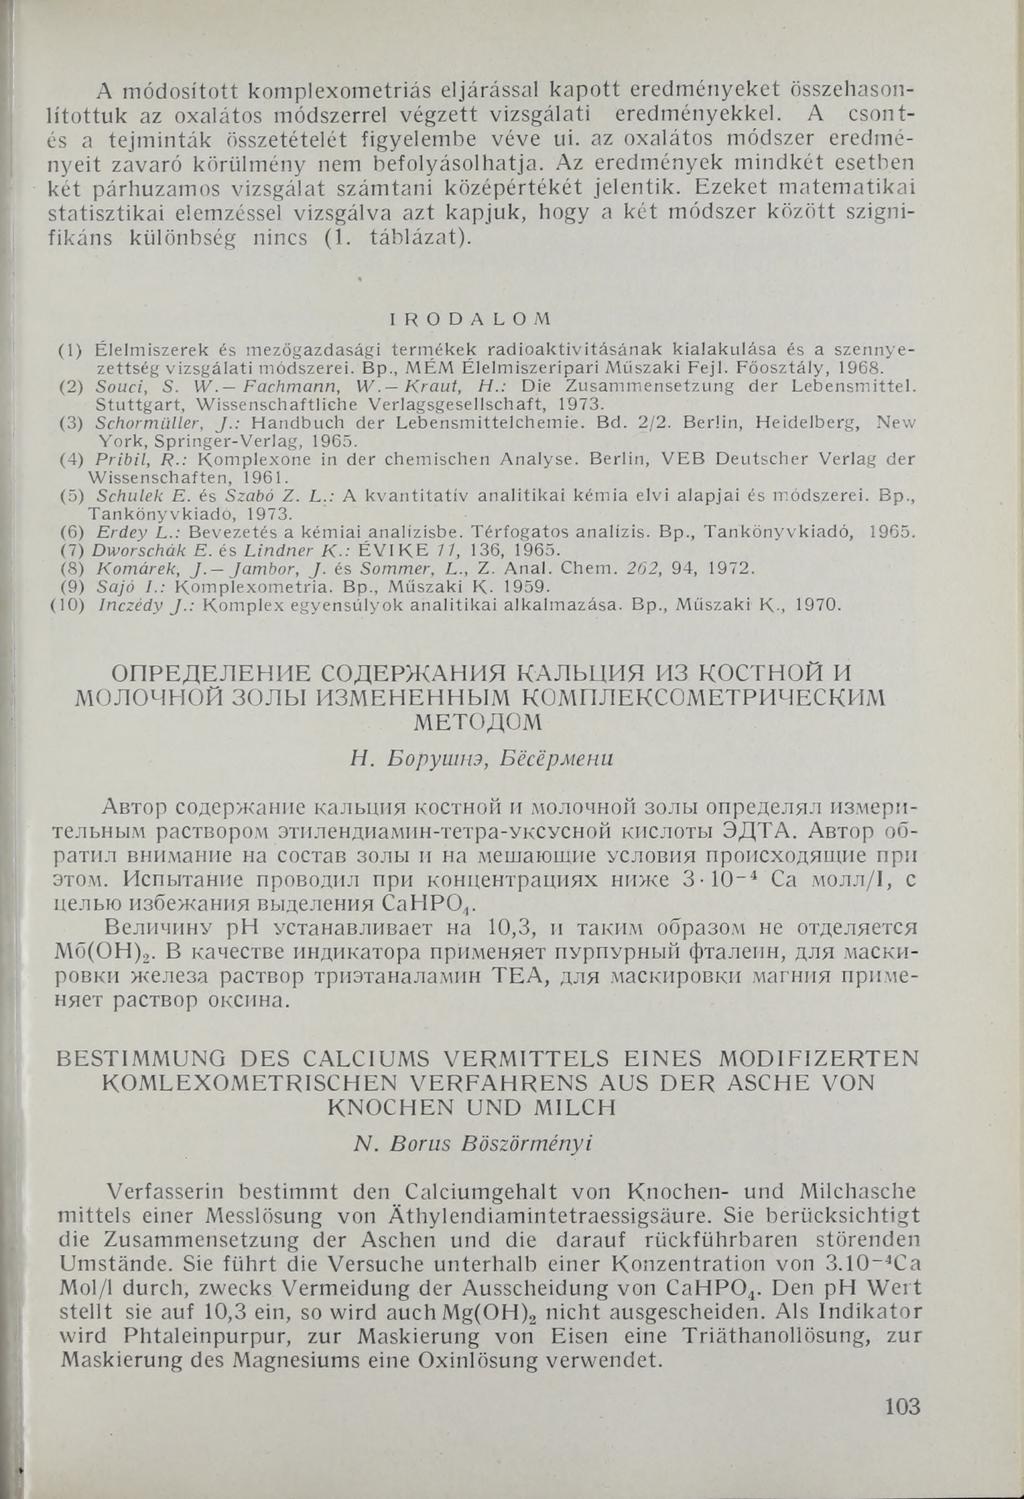 A módosított komplexometriás eljárással kapott eredményeket összehason-
lítottuk az oxalátos módszerrel végzett vizsgálati eredményekkel. A csont-
és a tejminták összetételét figyelembe véve ui. az oxalátos módszer eredmé-
nyeit zavaró körülmény nem befolyásolhatja. Az eredmények mindkét esetben
két párhuzamos vizsgálat számtani középértékét jelentik. Ezeket matematikai
statisztikai elemzéssel vizsgálva azt kapjuk, hogy a két módszer között szigni-
fikáns különbség nincs (1. táblázat).
IRODALOM
(1) Élelmiszerek és mezőgazdasági termékek radioaktivitásának kialakulása és a szennye-
zettség vizsgálati módszerei. Bp., MÉM Élelmiszeripari Műszaki Fejl. Főosztály, 1968.
(2) Souci, S. W.— Fachmann, W.— Kraut, H.: Die Zusammensetzung der Lebensmittel.
Stuttgart, Wissenschaftliche Verlagsgesellschaft, 1973.
(3) Schormüller, J.: Handbuch der Lebensmittelchemie. Bd. 2/2. Berlin, Heidelberg, New
York, Springer-Verlag, 1965.
(4) Pribil, R.: Komplexone in der chemischen Analyse. Berlin, VEB Deutscher Verlag der
Wissenschaften, 1961.
(5) Schulek E. és Szabó Z. L.: A kvantitatív analitikai kémia elvi alapjai és módszerei. Bp.,
Tankönyvkiadó, 1973.
(6) Erdey L.: Bevezetés a kémiai analízisbe. Térfogatos analízis. Bp., Tankönyvkiadó, 1965.
(7) Dworschák E. és Lindner K.: ÉVIKE 11, 136, 1965.
(8) Komárek, J.— Jambor, J. és Sommer, L., Z. Anal. Chem. 262, 94, 1972.
(9) Sajó I.: Komplexometria. Bp., Műszaki K. 1959.
(10) Inczédy J.: Komplex egyensúlyok analitikai alkalmazása. Bp., Műszaki K., 1970.
ОПРЕДЕЛЕНИЕ СОДЕРЖАНИЯ КАЛЬЦИЯ ИЗ КОСТНОЙ И
МОЛОЧНОЙ ЗОЛЫ ИЗМЕНЕННЫМ КОМПЛЕКСОМЕТРИЧЕСКИМ
МЕТОДОМ
Н. Борушнэ, Бёсёрмени
Автор содержание кальция костной и молочной золы определял измери-
тельным раствором этилендиамин-тетра-уксусной кислоты ЭДТА. Автор об-
ратил внимание на состав золы и на мешающие условия происходящие при
этом. Испытание проводил при концентрациях ниже 3·10⁻⁴ Ca молл/l, с
целью избежания выделения CaHPO₄.
Величину pH устанавливает на 10,3, и таким образом не отделяется
Мб(OH)₂. В качестве индикатора применяет пурпурный фталеин, для маски-
ровки железа раствор триэтаналамин ТЕА, для маскировки магния приме-
няет раствор оксина.
BESTIMMUNG DES CALCIUMS VERMITTELS EINES MODIFIZERTEN
KOMLEXOMETRISCHEN VERFAHRENS AUS DER ASCHE VON
KNOCHEN UND MILCH
N. Borus Böszörményi
Verfasserin bestimmt den Calciumgehalt von Knochen- und Milchasche
mittels einer Messlösung von Äthylendiamintetraessigsäure. Sie berücksichtigt
die Zusammensetzung der Aschen und die darauf rückführbaren störenden
Umstände. Sie führt die Versuche unterhalb einer Konzentration von 3.10⁻⁴Ca
Mol/l durch, zwecks Vermeidung der Ausscheidung von CaHPO₄. Den pH Wert
stellt sie auf 10,3 ein, so wird auch Mg(OH)₂ nicht ausgescheiden. Als Indikator
wird Phtaleinpurpur, zur Maskierung von Eisen eine Triäthanollösung, zur
Maskierung des Magnesiums eine Oxinlösung verwendet.
103